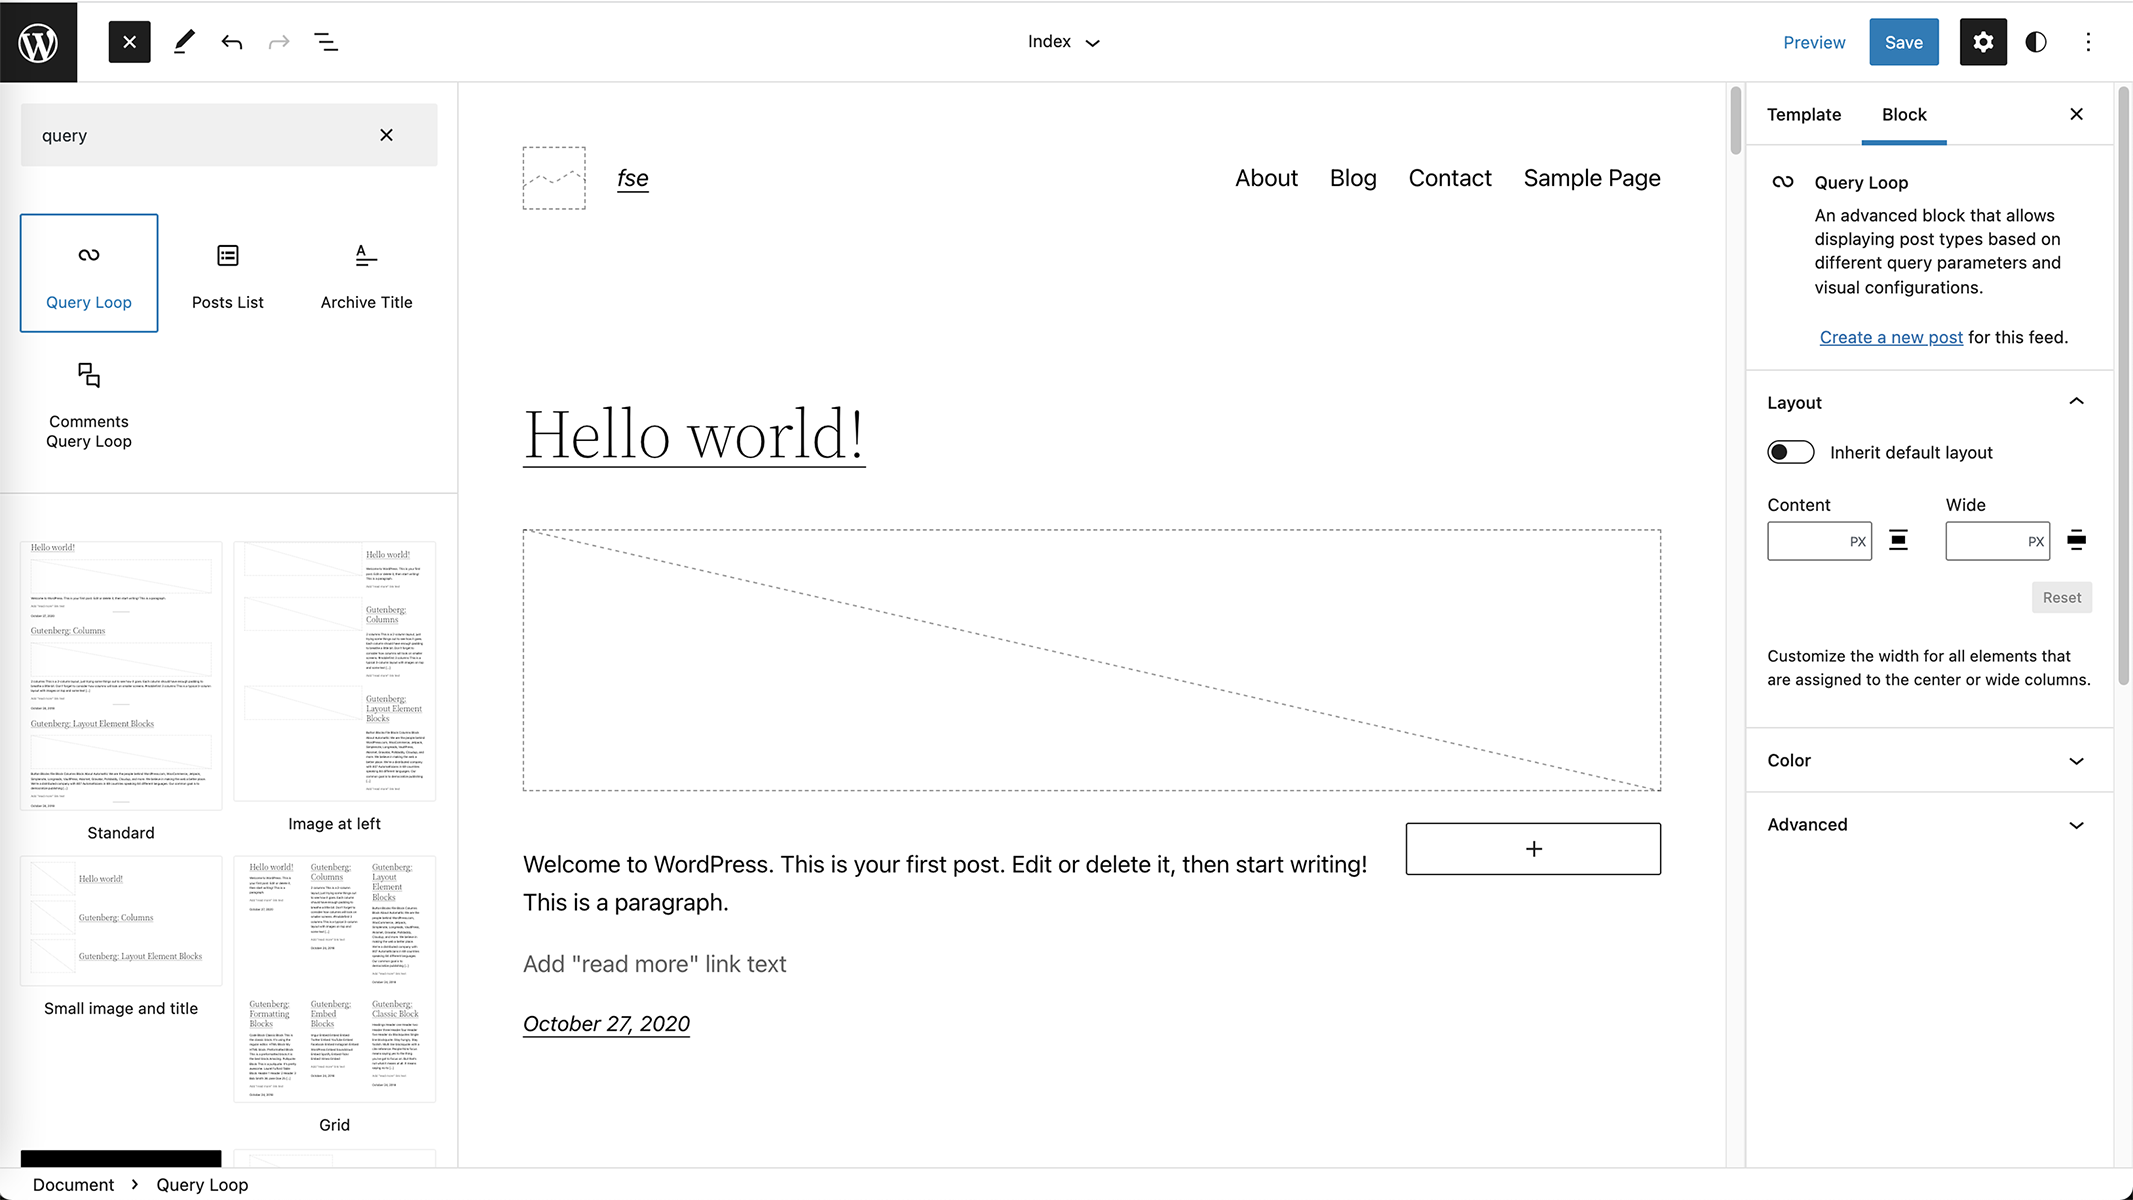 Index
Preview
Save
query
Query Loop
Posts List
Archive Title
Comments
Query Loop
Hello world!
Gutenberg: Columns
Gutenberg: Layout Element Blocks
Standard
Hello world!
Gutenberg:
Columns
Gutenberg:
Layout Element
Blocks
Image at left
Hello world!
Gutenberg: Columns
Gutenberg: Layout Element Blocks
Small image and title
Hello world!
Gutenberg:
Columns
Gutenberg:
Layout
Element
Blocks
Gutenberg:
Formatting
Blocks
Gutenberg:
Embed
Blocks
Gutenberg:
Classic Block
Grid
fse
About
Blog
Contact
Sample Page
Hello world!
Welcome to WordPress. This is your first post. Edit or delete it, then start writing!
This is a paragraph.
Add "read more" link text
October 27, 2020
Template
Block
Query Loop
An advanced block that allows
displaying post types based on
different query parameters and
visual configurations.
Create a new post for this feed.
Layout
Inherit default layout
Content
Wide
PX
PX
Reset
Customize the width for all elements that
are assigned to the center or wide columns.
Color
Advanced
Document › Query Loop